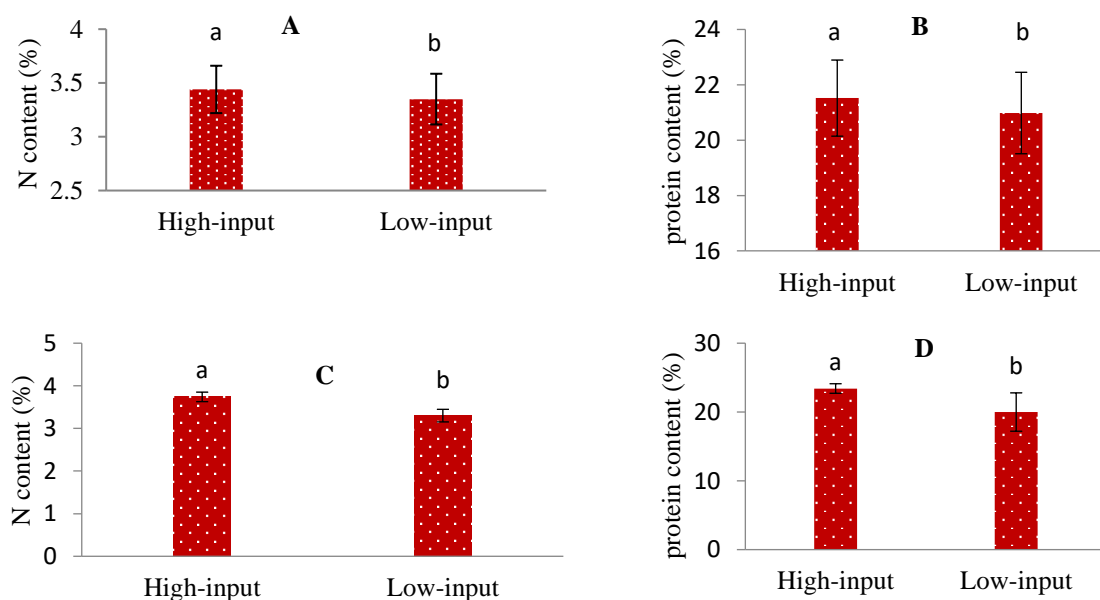 A
N content (%)
4
3.5
3
2.5
a
b
High-input
Low-input
B
protein content (%)
24
22
20
18
16
a
b
High-input
Low-input
C
N content (%)
5
4
3
2
1
0
a
b
High-input
Low-input
D
protein content (%)
30
20
10
0
a
b
High-input
Low-input